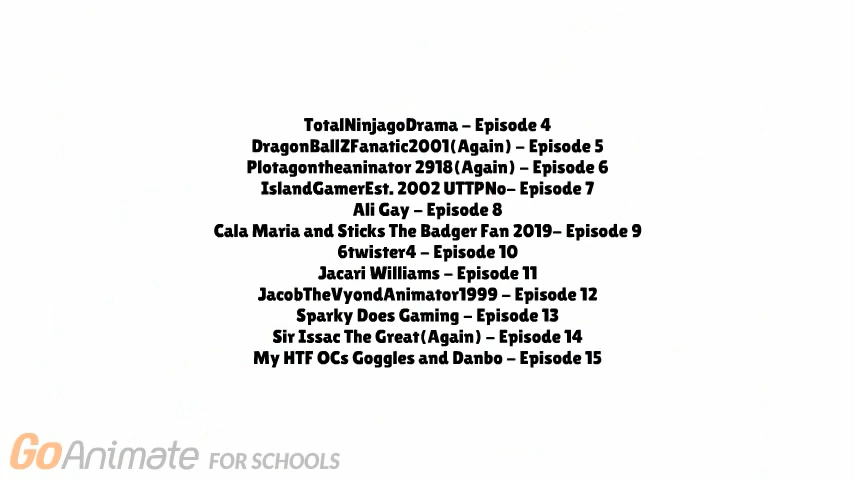 TotalNinjagoDrama - Episode 4
DragonBallZFanatic2001(Again) - Episode 5
Plotagontheaninator 2918(Again) - Episode 6
IslandGamerEst. 2002 UTTPNo- Episode 7
Ali Gay - Episode 8
Cala Maria and Sticks The Badger Fan 2019- Episode 9
6twister4 - Episode 10
Jacari Williams - Episode 11
JacobTheVyondAnimator1999 - Episode 12
Sparky Does Gaming - Episode 13
Sir Issac The Great(Again) - Episode 14
My HTF OCs Goggles and Danbo - Episode 15
GoAnimate FOR SCHOOLS